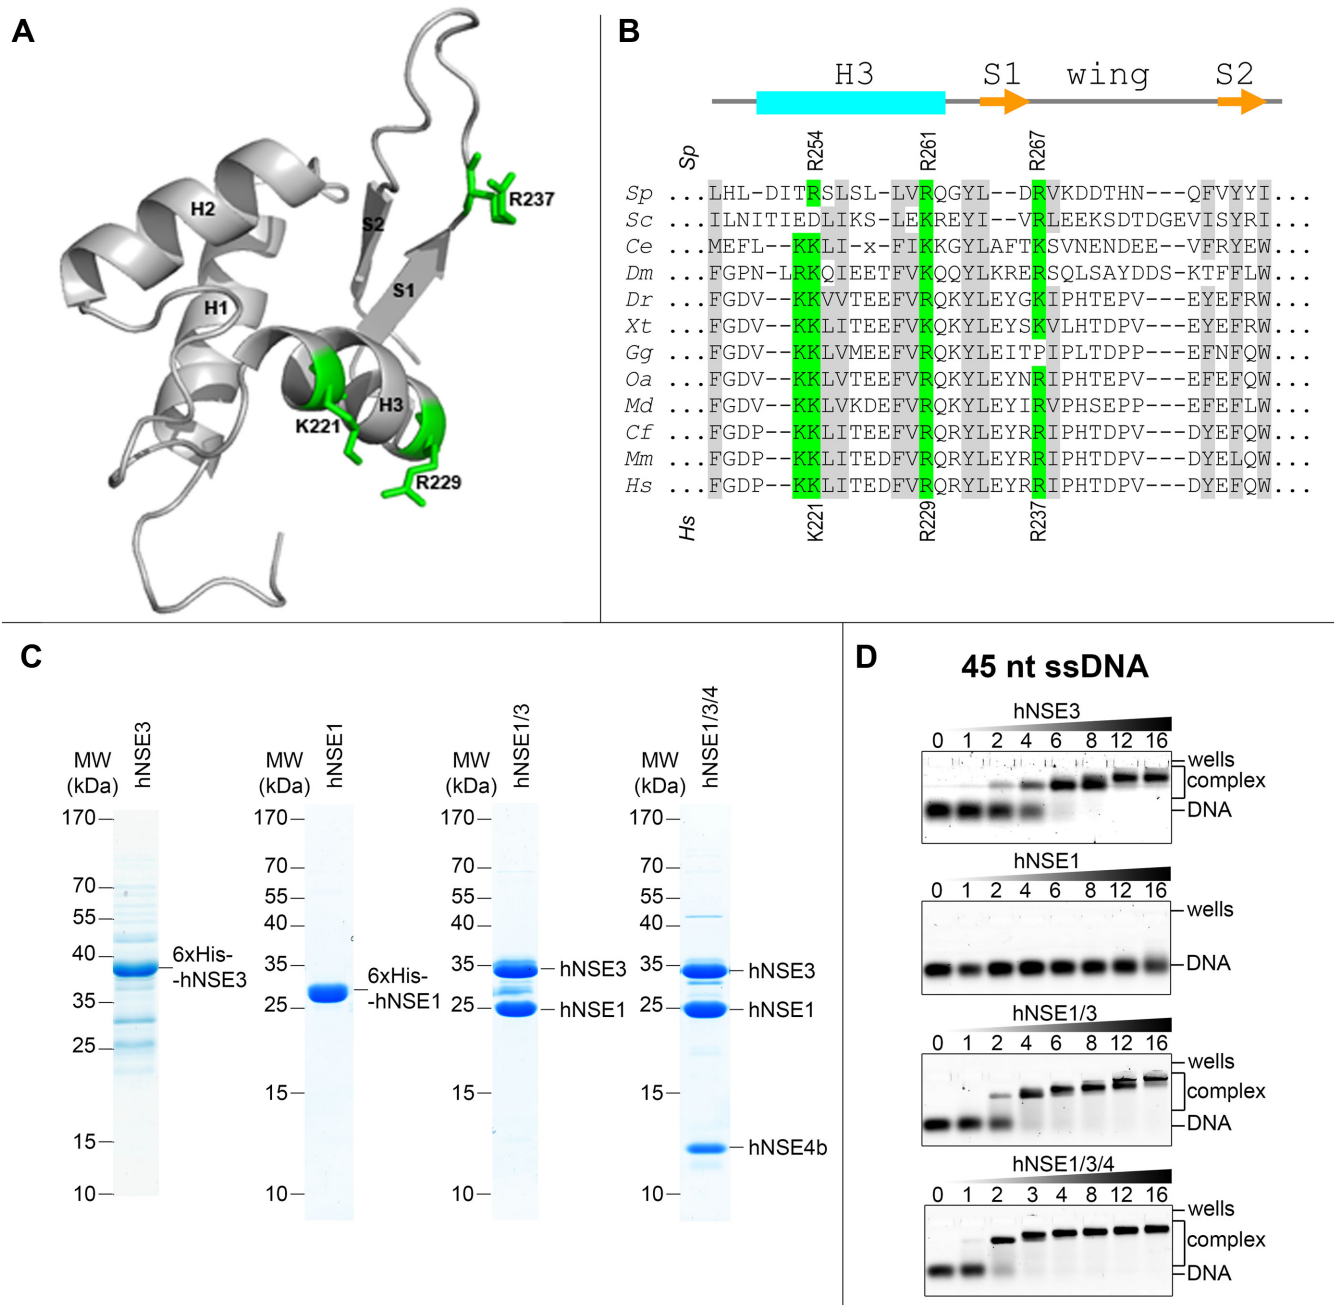 A
H2
H1
S2
S1
H3
R237
K221
R229
B
H3 S1 wing S2
Sp R254 R261 R267
Sp ...LHL-DITRSLSL-LVRQGYL--DRVKDDTHN---QFVYYI...
Sc ...ILNITIEDLIKS-LEKREYI--VRLEEKSDTDGEVISYRI...
Ce ...MEFL--KKLI-x-FIKKGYLAFTKSVNENDEE--VFRYEW...
Dm ...FGPN-LRKQIEETFVKQQYLKRERSQLSAYDDS-KTFFLW...
Dr ...FGDV--KKVVTEEFVRQKYLEYGKIPHTEPV---EYEFRW...
Xt ...FGDV--KKLITEEFVKQKYLEYSKVLHTDPV---EYEFRW...
Gg ...FGDV--KKLVMEEFVRQKYLEITPIPLTDPP---EFNFQW...
Oa ...FGDV--KKLVTEEFVRQKYLEYNRIPHTEPV---EFEFQW...
Md ...FGDV--KKLVKDEFVRQKYLEYIRVPHSEPP---EFEFLW...
Cf ...FGDP--KKLITEEFVRQRYLEYRRIPHTDPV---DYEFQW...
Mm ...FGDP--KKLITEDFVRQRYLEYRRIPHTDPV---DYELQW...
Hs ...FGDP--KKLITEDFVRQRYLEYRRIPHTDPV---DYEFQW...
Hs K221 R229 R237
C
MW
(kDa)
hNSE3
170
70
55
40
35
25
15
10
6xHis-
-hNSE3
MW
(kDa)
hNSE1
170
70
55
40
35
25
15
10
6xHis-
-hNSE1
MW
(kDa)
hNSE1/3
170
70
55
40
35
25
15
10
hNSE3
hNSE1
MW
(kDa)
hNSE1/3/4
170
70
55
40
35
25
15
10
hNSE3
hNSE1
hNSE4b
D
45 nt ssDNA
hNSE3
0 1 2 4 6 8 12 16
wells
complex
DNA
hNSE1
0 1 2 4 6 8 12 16
wells
DNA
hNSE1/3
0 1 2 4 6 8 12 16
wells
complex
DNA
hNSE1/3/4
0 1 2 3 4 8 12 16
wells
complex
DNA